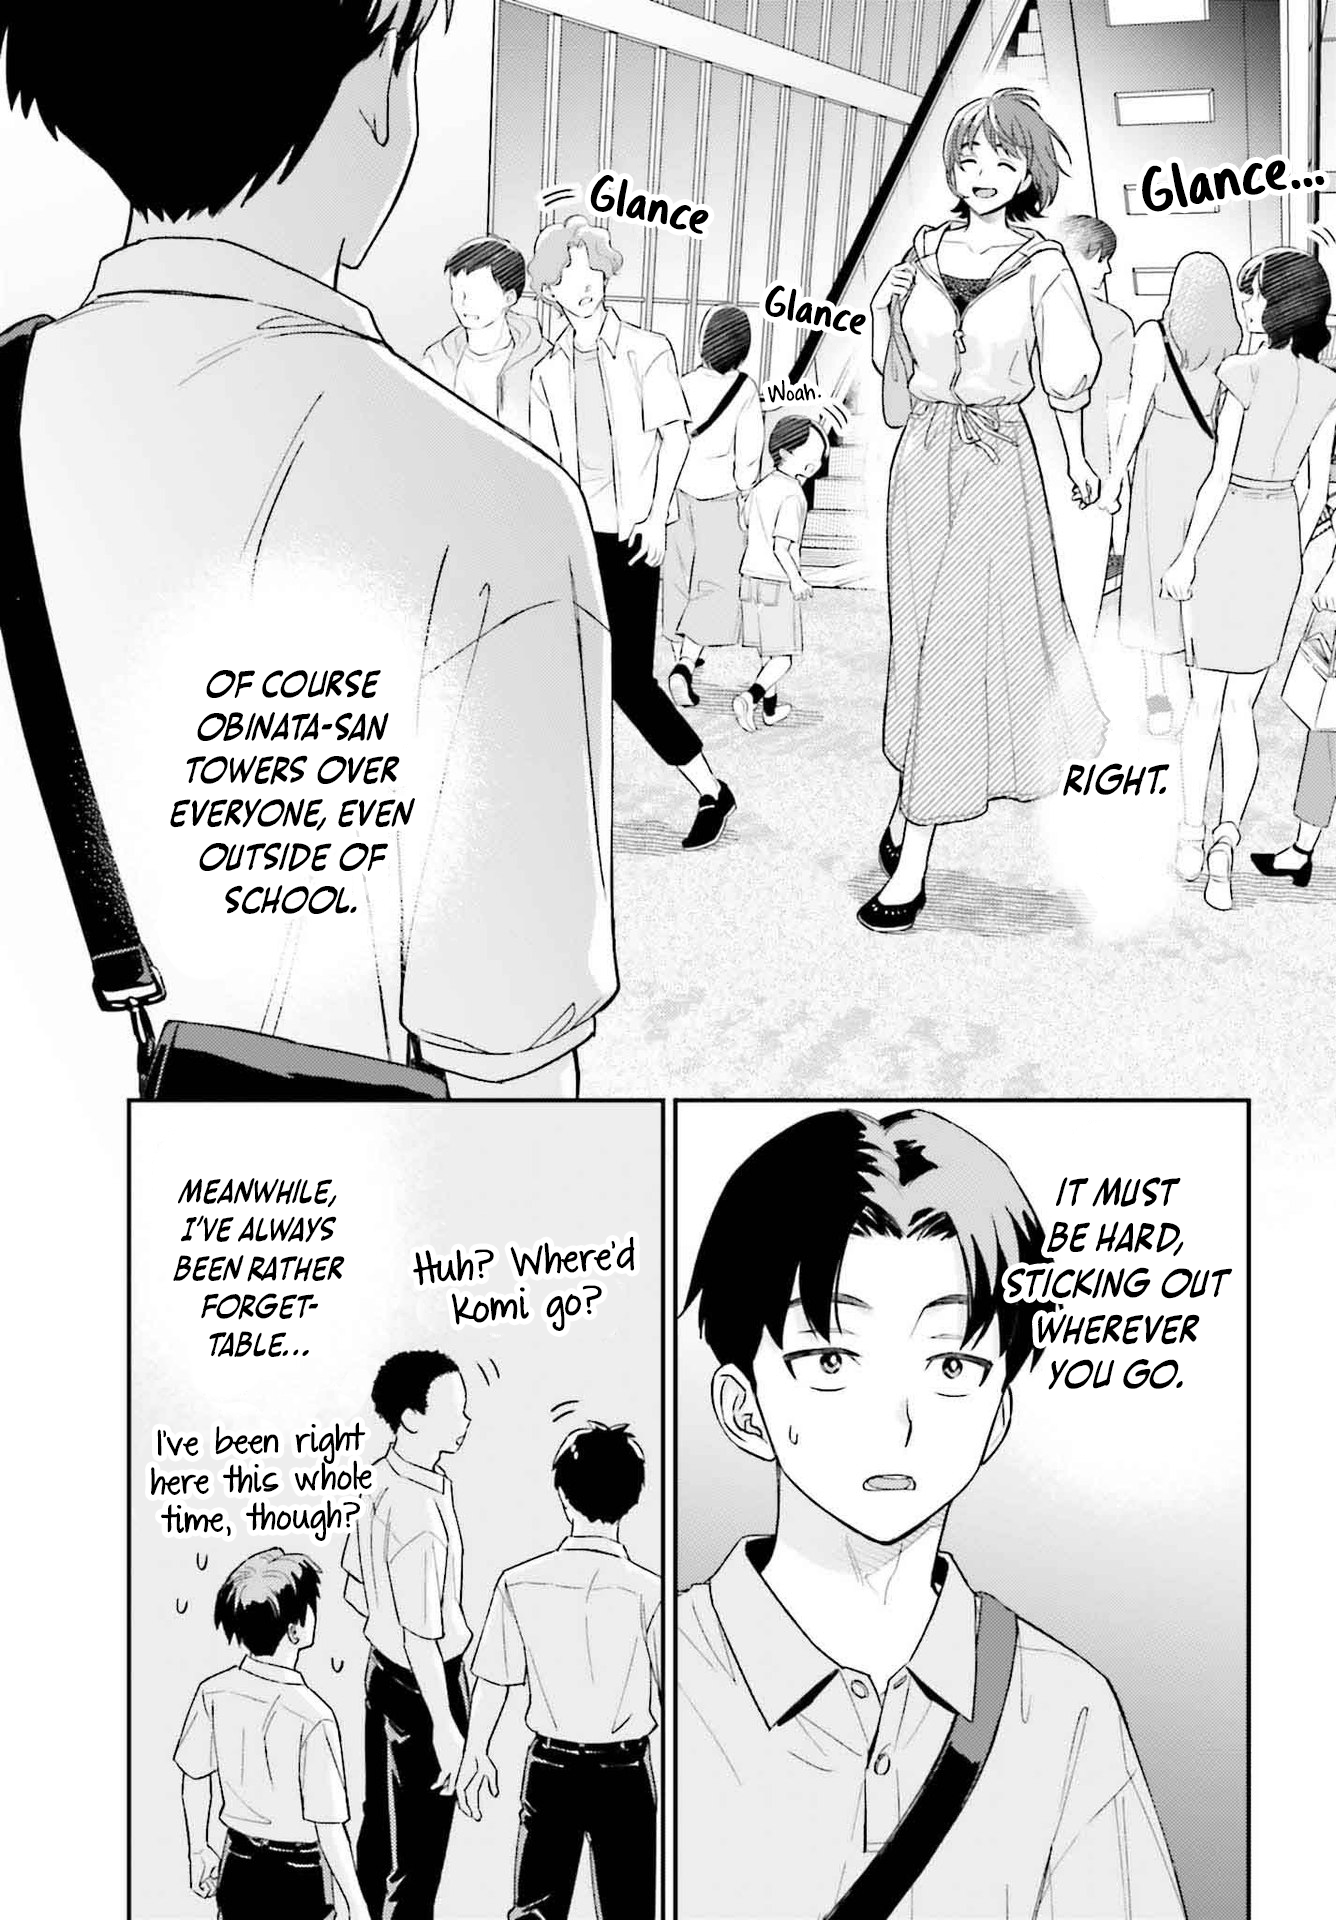 Glance...
Glance
Glance
Woah.
RIGHT.
OF COURSE
OBINATA-SAN
TOWERS OVER
EVERYONE, EVEN
OUTSIDE OF
SCHOOL.
IT MUST
BE HARD,
STICKING OUT
WHEREVER
YOU GO.
MEANWHILE,
I'VE ALWAYS
BEEN RATHER
FORGET-
TABLE...
Huh? Where'd
Komi go?
I've been right
here this whole
time, though?